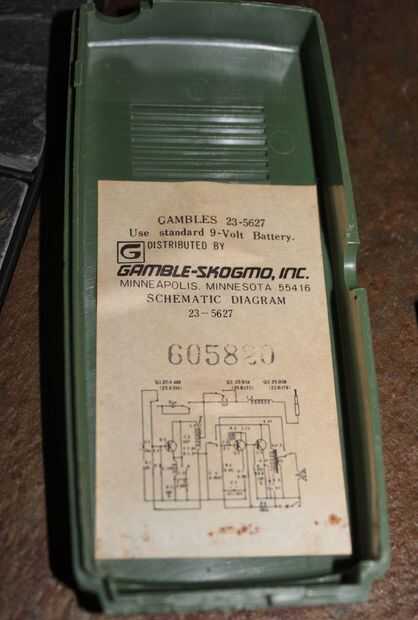 GAMBLES 23-5627
Use standard 9-Volt Battery.
G DISTRIBUTED BY
GAMBLE-SKOGMO, INC.
MINNEAPOLIS, MINNESOTA 55416
SCHEMATIC DIAGRAM
23-5627
605820